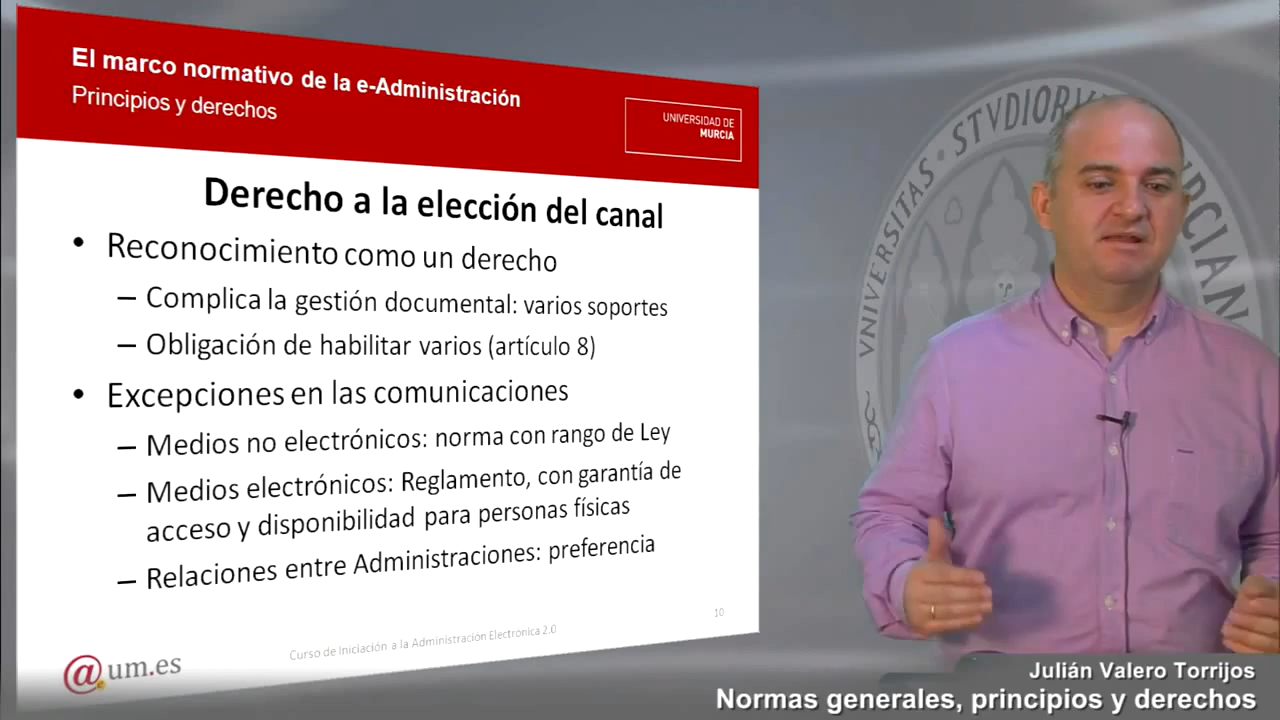 El marco normativo de la e-Administración
Principios y derechos
UNIVERSIDAD DE
MURCIA
Derecho a la elección del canal
• Reconocimiento como un derecho
– Complica la gestión documental: varios soportes
– Obligación de habilitar varios (artículo 8)
• Excepciones en las comunicaciones
– Medios no electrónicos: norma con rango de Ley
– Medios electrónicos: Reglamento, con garantía de
acceso y disponibilidad para personas físicas
– Relaciones entre Administraciones: preferencia
10
Curso de Iniciación a la Administración Electrónica 2.0
@um.es
VNIVERSITAS · STVDIORV
RCIAN
Julián Valero Torrijos
Normas generales, principios y derechos